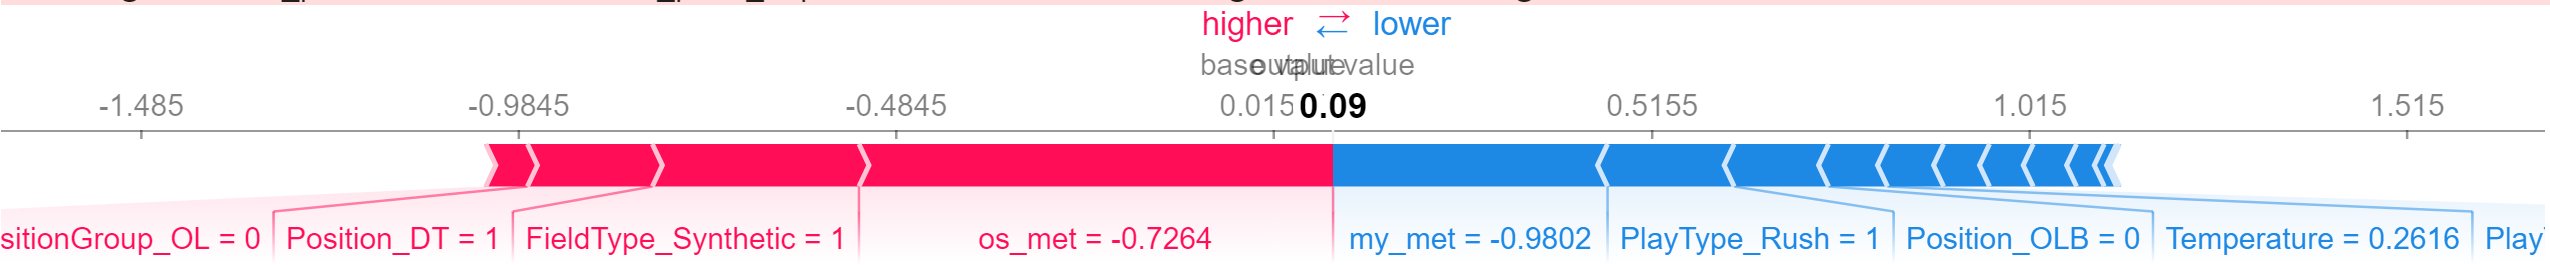 higher ⇄ lower
base value output value
-1.485 -0.9845 -0.4845 0.015 0.09 0.5155 1.015 1.515
sitionGroup_OL = 0 Position_DT = 1 FieldType_Synthetic = 1 os_met = -0.7264 my_met = -0.9802 PlayType_Rush = 1 Position_OLB = 0 Temperature = 0.2616 Play